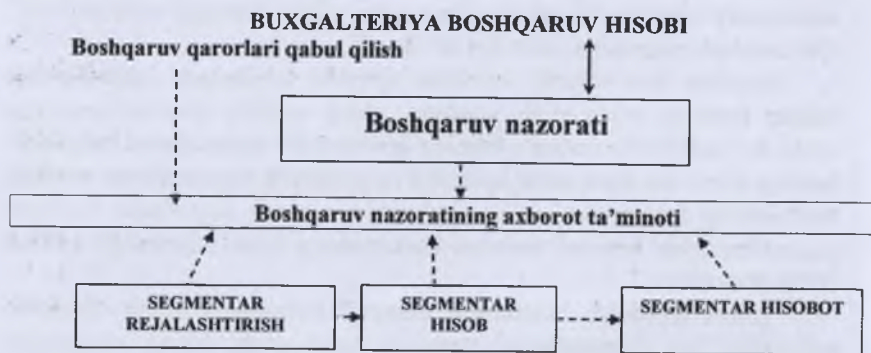 BUXGALTERIYA BOSHQARUV HISOBI
Boshqaruv qarorlari qabul qilish
Boshqaruv nazorati
Boshqaruv nazoratining axborot ta'minoti
SEGMENTAR
REJALASHTIRISH
SEGMENTAR
HISOB
SEGMENTAR HISOBOT